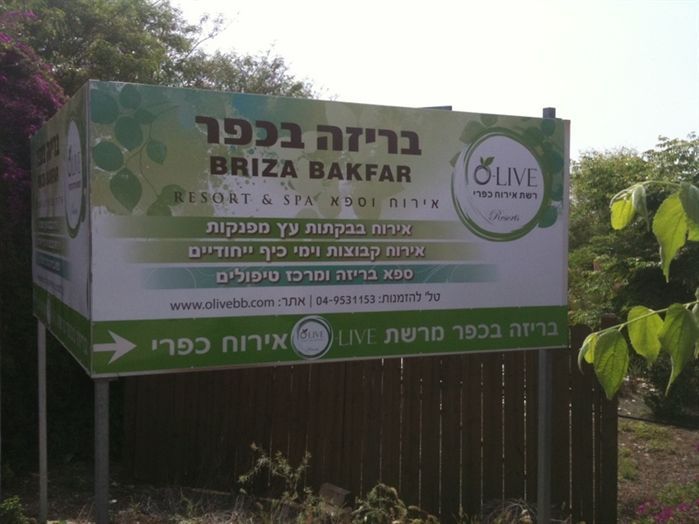 בריזה בכפר
BRIZA BAKFAR
RESORT & SPA אירוח וספא
אירוח בבקתות עץ מפנקות
אירוח קבוצות וימי כיף ייחודיים
ספא בריזה ומרכז טיפולים
טל' להזמנות: 04-9531153 | אתר: www.olivebb.com
O·LIVE
רשת אירוח כפרי
Resorts
בריזה בכפר מרשת O·LIVE אירוח כפרי